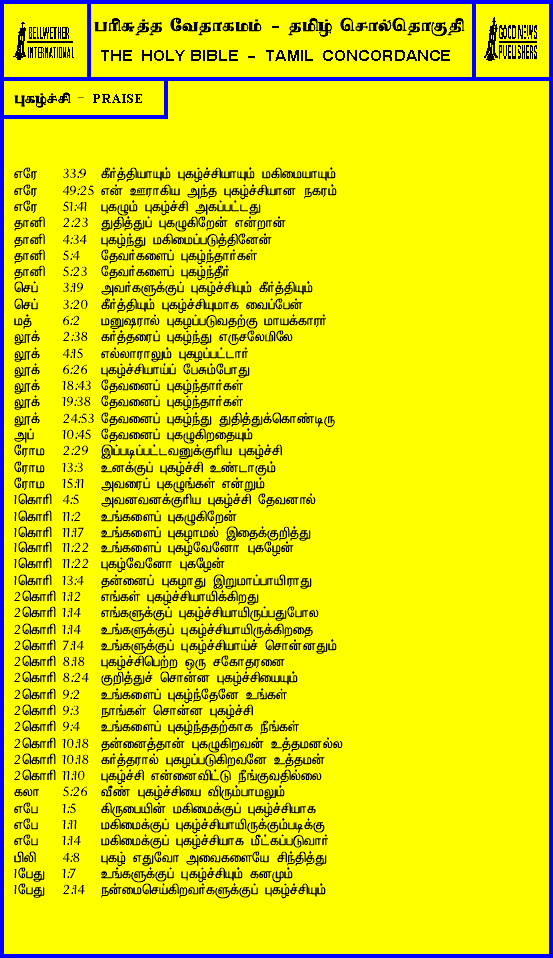 BELLWETHER INTERNATIONAL
பரிசுத்த வேதாகமம் - தமிழ் சொல்தொகுதி
THE HOLY BIBLE - TAMIL CONCORDANCE
GOOD NEWS PUBLISHERS
புகழ்ச்சி - PRAISE
எரே 33:9 கீர்த்தியாயும் புகழ்ச்சியாயும் மகிமையாயும்
எரே 49:25 என் ஊராகிய அந்த புகழ்ச்சியான நகரம்
எரே 51:41 புகழும் புகழ்ச்சி அகப்பட்டது
தானி 2:23 துதித்துப் புகழுகிறேன் என்றான்
தானி 4:34 புகழ்ந்து மகிமைப்படுத்தினேன்
தானி 5:4 தேவர்களைப் புகழ்ந்தார்கள்
தானி 5:23 தேவர்களைப் புகழ்ந்தீர்
செப் 3:19 அவர்களுக்குப் புகழ்ச்சியும் கீர்த்தியும்
செப் 3:20 கீர்த்தியும் புகழ்ச்சியுமாக வைப்பேன்
மத் 6:2 மனுஷரால் புகழப்படுவதற்கு மாயக்காரர்
லூக் 2:38 கர்த்தரைப் புகழ்ந்து எருசலேமிலே
லூக் 4:15 எல்லாராலும் புகழப்பட்டார்
லூக் 6:26 புகழ்ச்சியாய்ப் பேசும்போது
லூக் 18:43 தேவனைப் புகழ்ந்தார்கள்
லூக் 19:38 தேவனைப் புகழ்ந்தார்கள்
லூக் 24:53 தேவனைப் புகழ்ந்து துதித்துக்கொண்டிரு
அப் 10:45 தேவனைப் புகழுகிறதையும்
ரோம 2:29 இப்படிப்பட்டவனுக்குரிய புகழ்ச்சி
ரோம 13:3 உனக்குப் புகழ்ச்சி உண்டாகும்
ரோம 15:11 அவரைப் புகழுங்கள் என்றும்
1கொரி 4:5 அவனவனக்குரிய புகழ்ச்சி தேவனால்
1கொரி 11:2 உங்களைப் புகழுகிறேன்
1கொரி 11:17 உங்களைப் புகழாமல் இதைக்குறித்து
1கொரி 11:22 உங்களைப் புகழ்வேனோ புகழேன்
1கொரி 11:22 புகழ்வேனோ புகழேன்
1கொரி 13:4 தன்னைப் புகழாது இறுமாப்பாயிராது
2கொரி 1:12 எங்கள் புகழ்ச்சியாயிக்கிறது
2கொரி 1:14 எங்களுக்குப் புகழ்ச்சியாயிருப்பதுபோல
2கொரி 1:14 உங்களுக்குப் புகழ்ச்சியாயிருக்கிறதை
2கொரி 7:14 உங்களுக்குப் புகழ்ச்சியாய்ச் சொன்னதும்
2கொரி 8:18 புகழ்ச்சிபெற்ற ஒரு சகோதரனை
2கொரி 8:24 குறித்துச் சொன்ன புகழ்ச்சியையும்
2கொரி 9:2 உங்களைப் புகழ்ந்தேனே உங்கள்
2கொரி 9:3 நாங்கள் சொன்ன புகழ்ச்சி
2கொரி 9:4 உங்களைப் புகழ்ந்ததற்காக நீங்கள்
2கொரி 10:18 தன்னைத்தான் புகழுகிறவன் உத்தமனல்ல
2கொரி 10:18 கர்த்தரால் புகழப்படுகிறவனே உத்தமன்
2கொரி 11:10 புகழ்ச்சி என்னைவிட்டு நீங்குவதில்லை
கலா 5:26 வீண் புகழ்ச்சியை விரும்பாமலும்
எபே 1:5 கிருபையின் மகிமைக்குப் புகழ்ச்சியாக
எபே 1:11 மகிமைக்குப் புகழ்ச்சியாயிருக்கும்படிக்கு
எபே 1:14 மகிமைக்குப் புகழ்ச்சியாக மீட்கப்படுவார்
பிலி 4:8 புகழ் எதுவோ அவைகளையே சிந்தித்து
1பேது 1:7 உங்களுக்குப் புகழ்ச்சியும் கனமும்
1பேது 2:14 நன்மைசெய்கிறவர்களுக்குப் புகழ்ச்சியும்